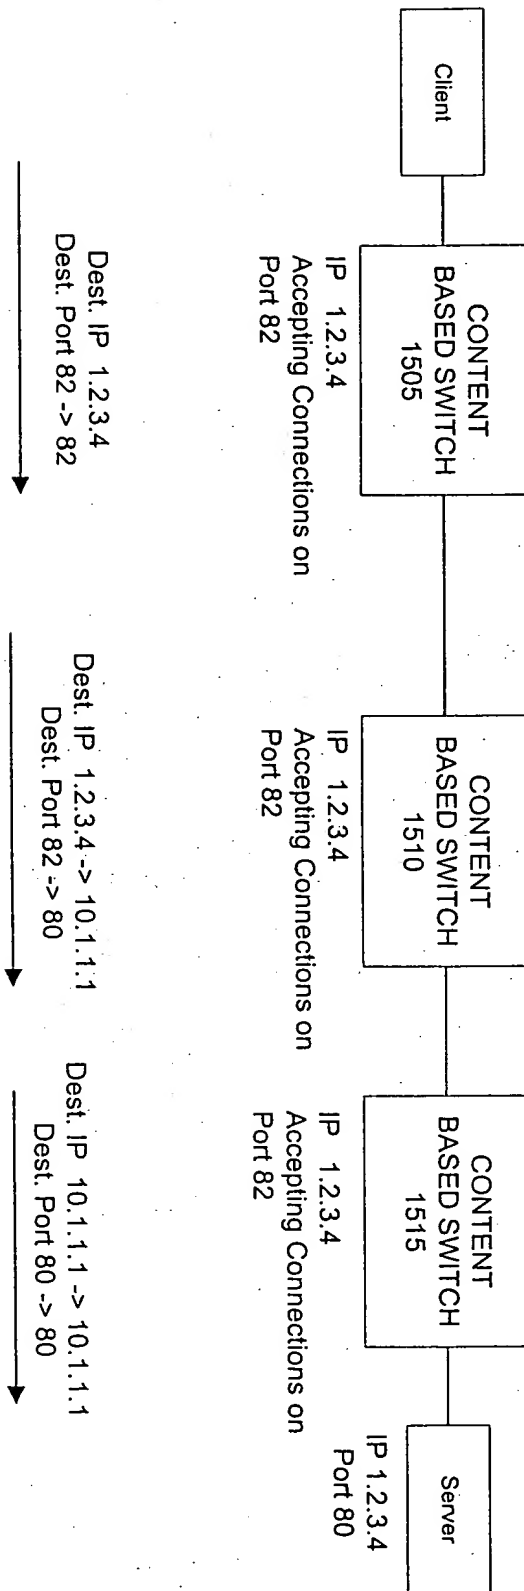 Client
CONTENT
BASED SWITCH
1505
IP 1.2.3.4
Accepting Connections on
Port 82
CONTENT
BASED SWITCH
1510
IP 1.2.3.4
Accepting Connections on
Port 82
CONTENT
BASED SWITCH
1515
IP 1.2.3.4
Accepting Connections on
Port 82
Server
IP 1.2.3.4
Port 80
Dest. IP 1.2.3.4
Dest. Port 82 -> 82
Dest. IP 1.2.3.4 -> 10.1.1.1
Dest. Port 82 -> 80
Dest. IP 10.1.1.1 -> 10.1.1.1
Dest. Port 80 -> 80